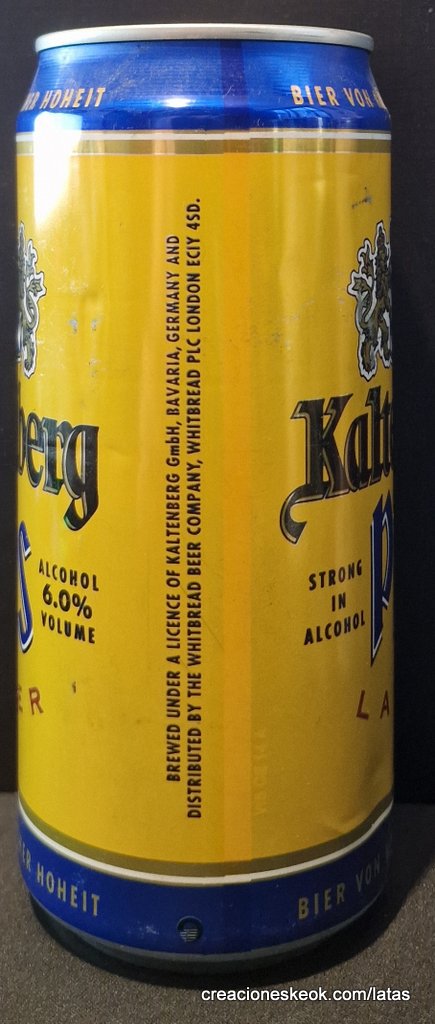 HOHEIT
BIER VON
BREWED UNDER A LICENCE OF KALTENBERG GmbH, BAVARIA, GERMANY AND
DISTRIBUTED BY THE WHITBREAD BEER COMPANY, WHITBREAD PLC LONDON EC1Y 4SD.
berg
Kalte
S
P
ALCOHOL
6.0%
VOLUME
STRONG
IN
ALCOHOL
ER
LA
ER HOHEIT
BIER VON
creacioneskeok.com/latas